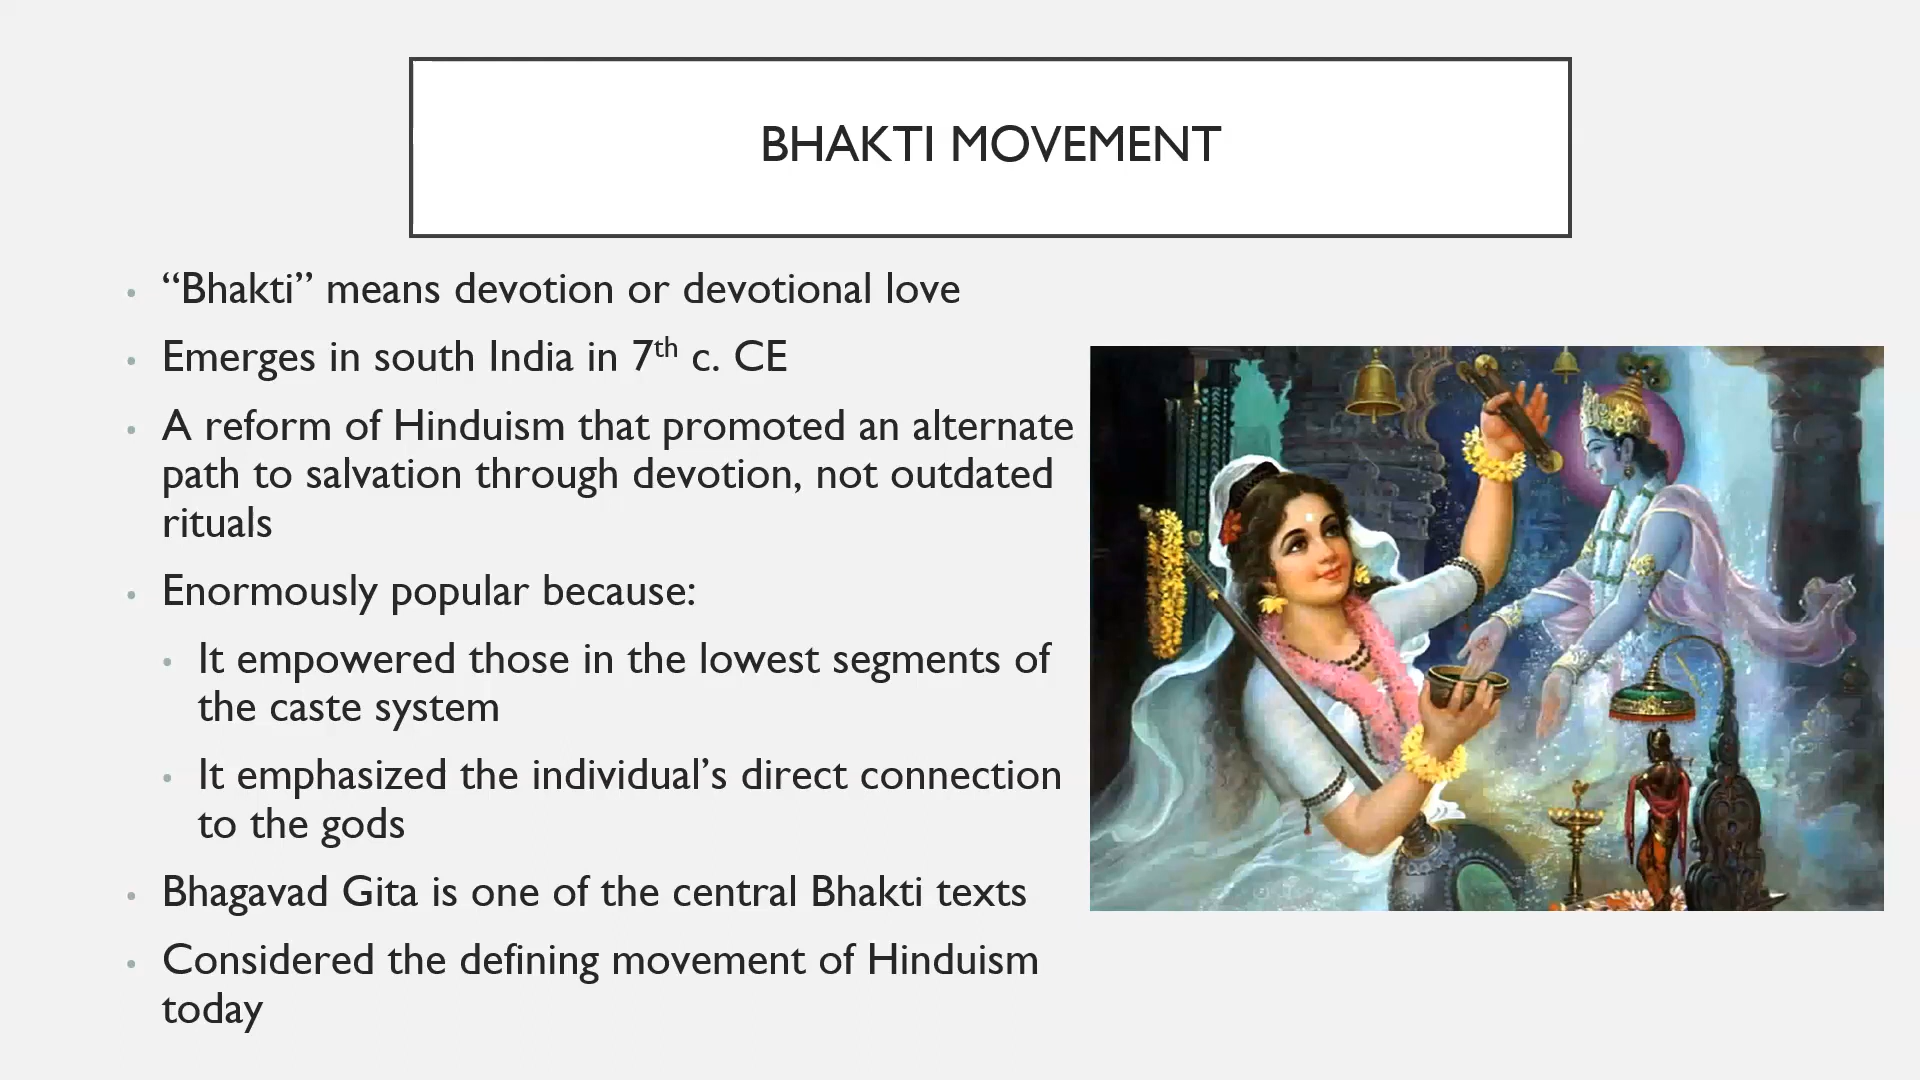 BHAKTI MOVEMENT
“Bhakti” means devotion or devotional love
Emerges in south India in 7th c. CE
A reform of Hinduism that promoted an alternate
path to salvation through devotion, not outdated
rituals
Enormously popular because:
It empowered those in the lowest segments of
the caste system
It emphasized the individual’s direct connection
to the gods
Bhagavad Gita is one of the central Bhakti texts
Considered the defining movement of Hinduism
today